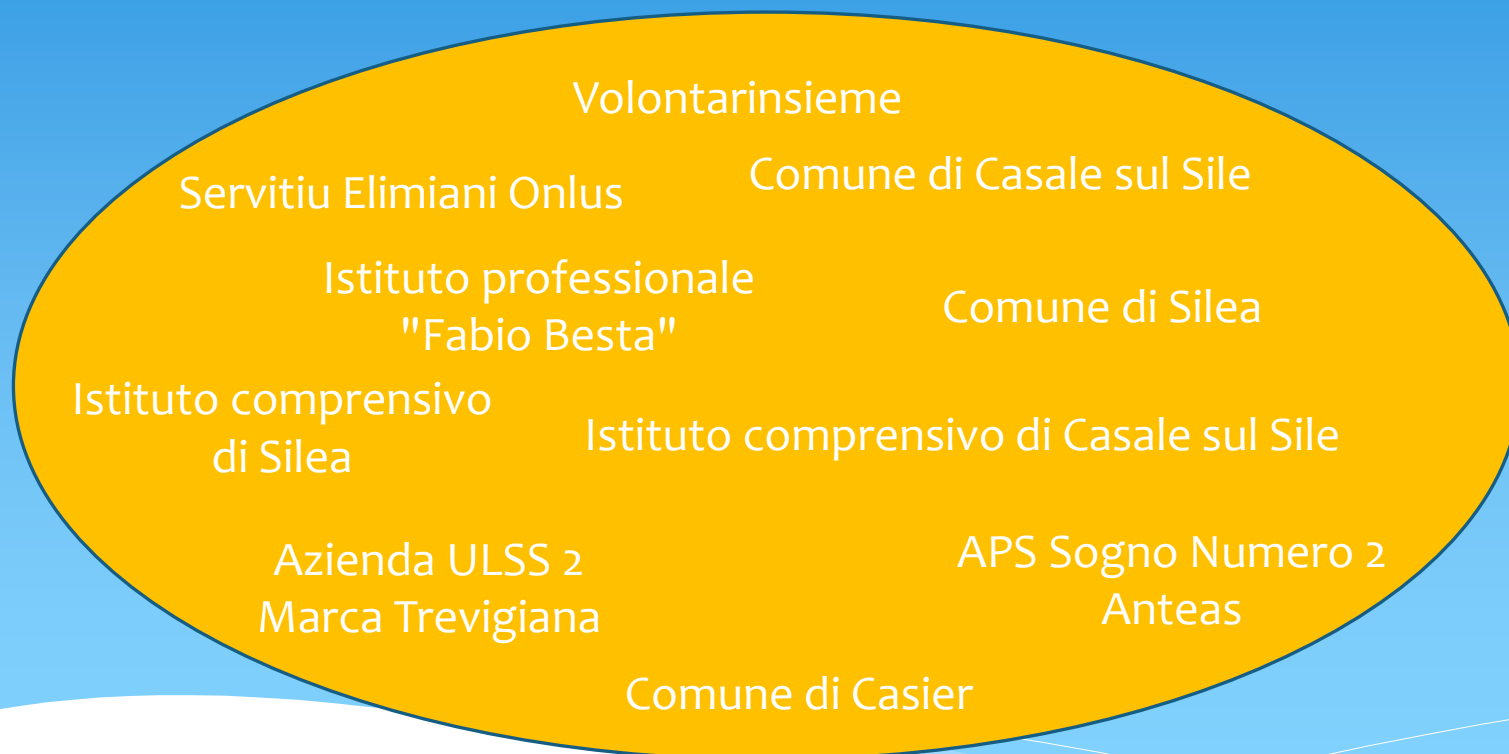 Volontarinsieme
Comune di Casale sul Sile
Servitiu Elimiani Onlus
Istituto professionale
"Fabio Besta"
Comune di Silea
Istituto comprensivo
di Silea
Istituto comprensivo di Casale sul Sile
Azienda ULSS 2
Marca Trevigiana
APS Sogno Numero 2
Anteas
Comune di Casier